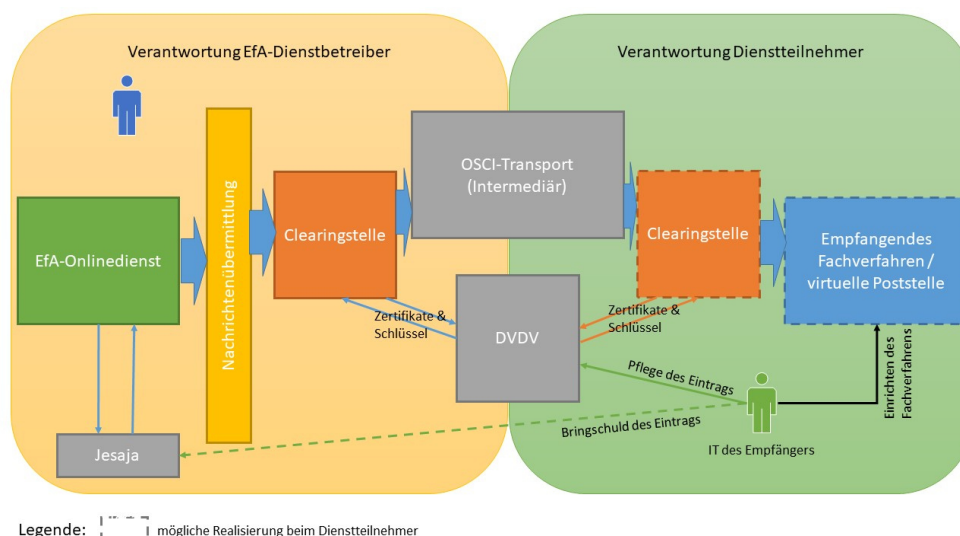 Verantwortung EfA-Dienstbetreiber
Verantwortung Dienstteilnehmer
EfA-Onlinedienst
Nachrichtenübermittlung
Clearingstelle
OSCI-Transport
(Intermediär)
Clearingstelle
Empfangendes
Fachverfahren /
virtuelle Poststelle
Zertifikate &
Schlüssel
DVDV
Zertifikate &
Schlüssel
Pflege des Eintrags
Bringschuld des Eintrags
Einrichten des
Fachverfahrens
IT des Empfängers
Jesaja
Legende:
mögliche Realisierung beim Dienstteilnehmer